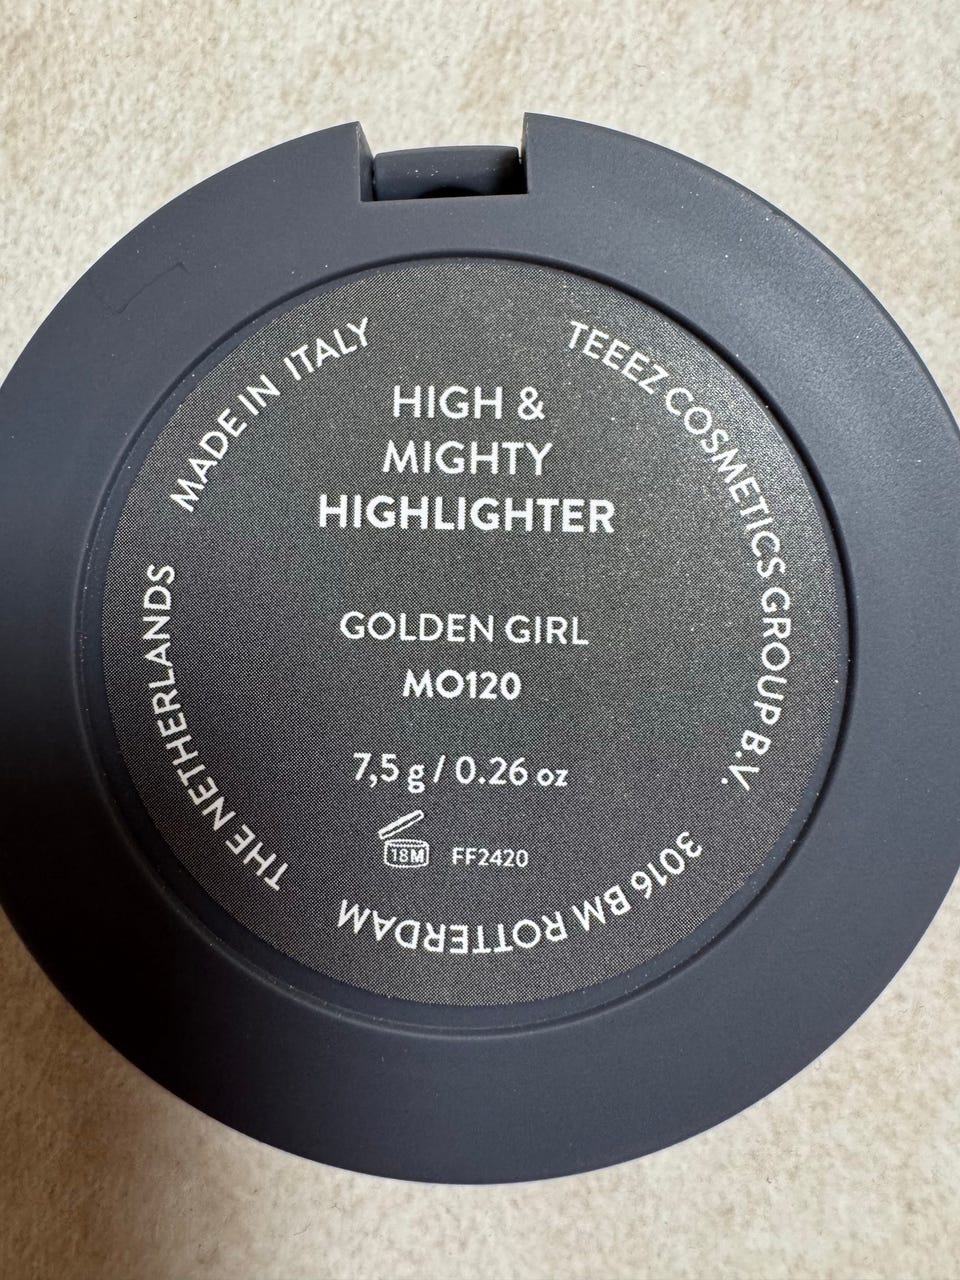 HIGH &
MIGHTY
HIGHLIGHTER
GOLDEN GIRL
MO120
7,5 g / 0.26 oz
18M FF2420
TEEEZ COSMETICS GROUP B.V.
3016 BM ROTTERDAM
THE NETHERLANDS
MADE IN ITALY